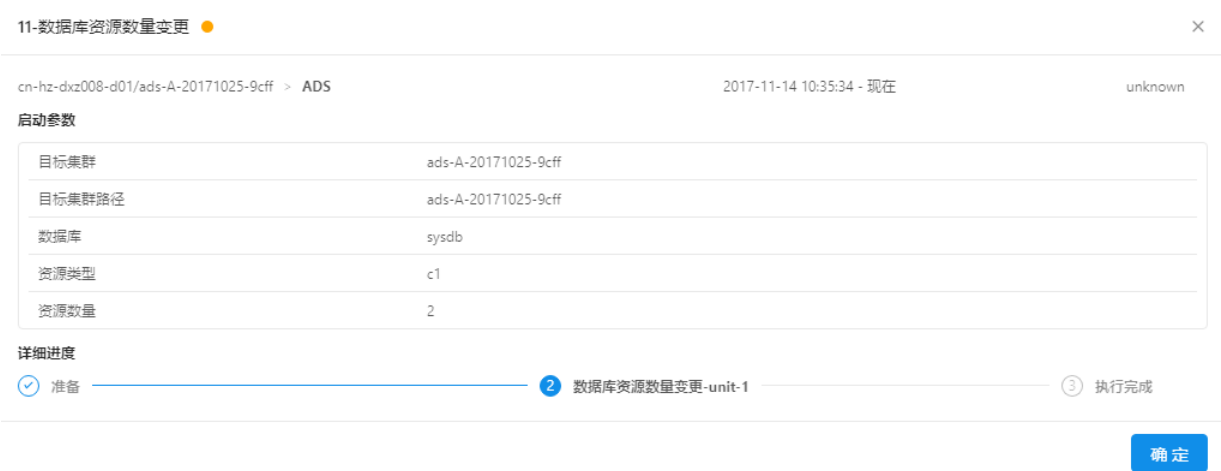 11-数据库资源数量变更
cn-hz-dxz008-d01/ads-A-20171025-9cff > ADS 2017-11-14 10:35:34 - 现在 unknown
启动参数
目标集群 ads-A-20171025-9cff
目标集群路径 ads-A-20171025-9cff
数据库 sysdb
资源类型 c1
资源数量 2
详细进度
准备 2 数据库资源数量变更-unit-1 3 执行完成
确 定